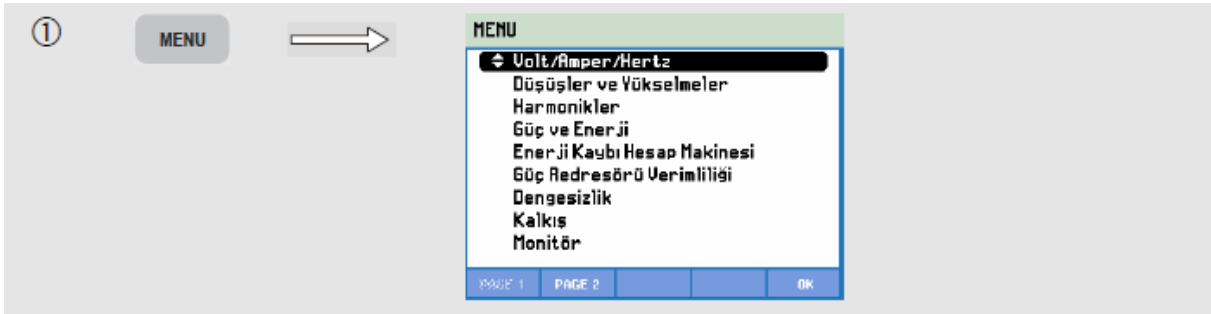 ①
MENU
MENU
Volt/Amper/Hertz
Düşüşler ve Yükselmeler
Harmonikler
Güç ve Enerji
Enerji Kaybı Hesap Makinesi
Güç Redresörü Verimliliği
Dengesizlik
Kalkış
Monitör
PAGE 1 PAGE 2 OK